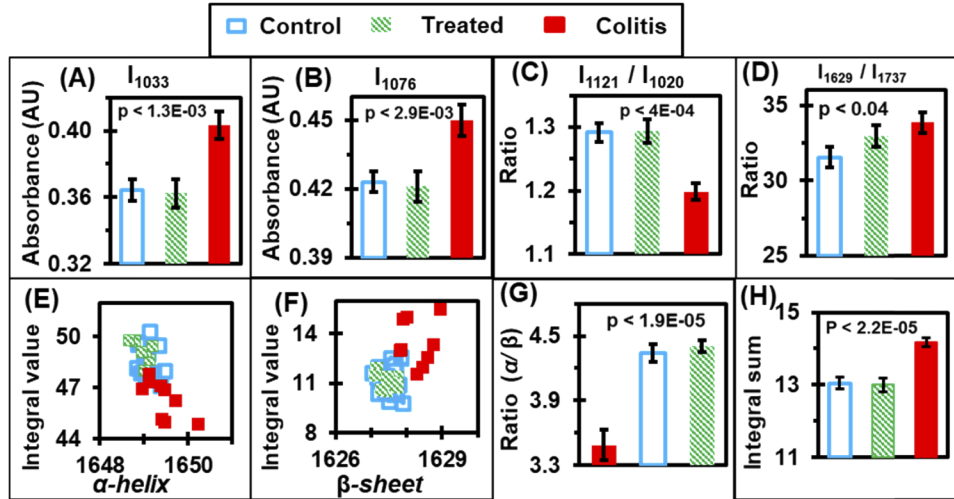 Control Treated Colitis
(A) I1033
p < 1.3E-03
Absorbance (AU)
0.40
0.36
0.32
(B) I1076
p < 2.9E-03
Absorbance (AU)
0.45
0.42
0.39
(C) I1121 / I1020
p <4E-04
Ratio
1.3
1.2
1.1
(D) I1629 / I1737
p < 0.04
Ratio
35
30
25
(E)
Integral value
50
47
44
1648 1650
α-helix
(F)
Integral value
14
11
8
1626 1629
β-sheet
(G)
p < 1.9E-05
Ratio (α/ β)
4.5
3.9
3.3
(H)
P < 2.2E-05
Integral sum
15
13
11